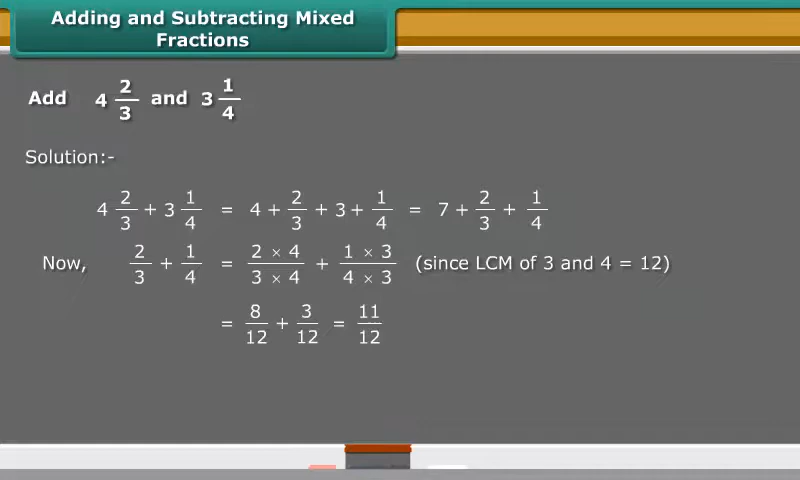 Adding and Subtracting Mixed
Fractions
Add 4 2/3 and 3 1/4
Solution:-
4 2/3 + 3 1/4 = 4 + 2/3 + 3 + 1/4 = 7 + 2/3 + 1/4
Now, 2/3 + 1/4 = 2 × 4/3 × 4 + 1 × 3/4 × 3 (since LCM of 3 and 4 = 12)
= 8/12 + 3/12 = 11/12